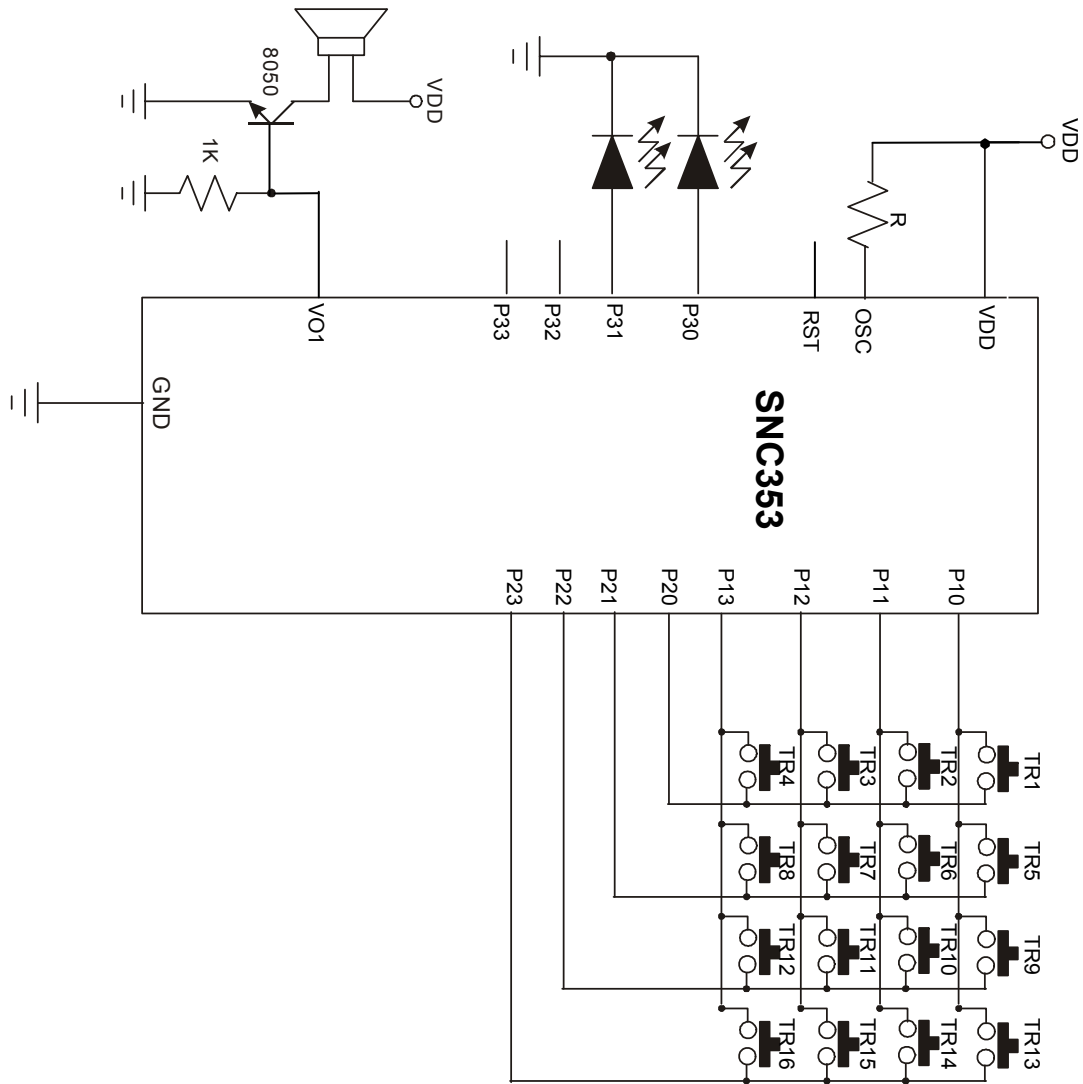 VDD
8050
1K
VDD
R
VO1
P33
P32
P31
P30
RST
OSC
VDD
GND
SNC353
P23
P22
P21
P20
P13
P12
P11
P10
TR4
TR3
TR2
TR1
TR8
TR7
TR6
TR5
TR12
TR11
TR10
TR9
TR16
TR15
TR14
TR13